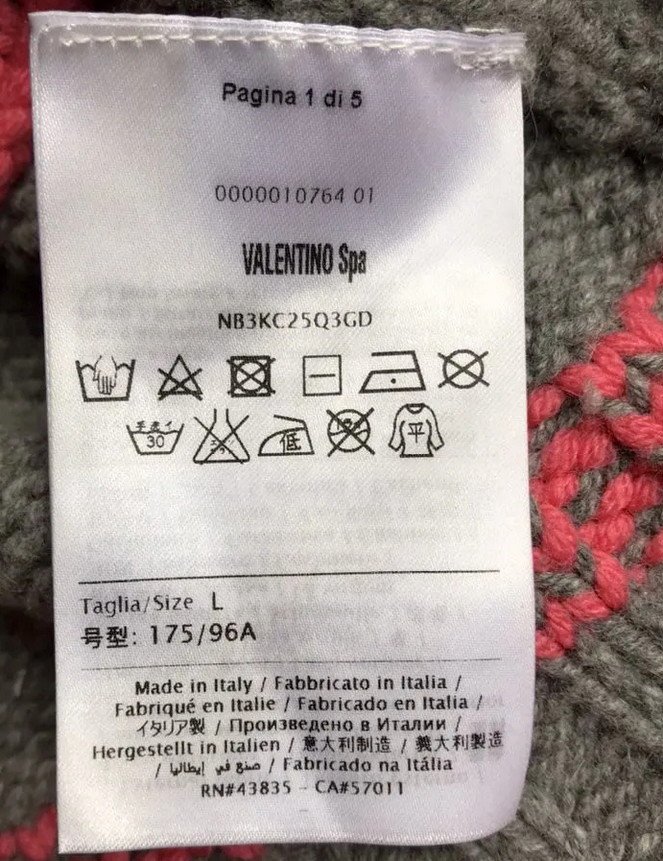 Pagina 1 di 5
0000010764 01
VALENTINO Spa
NB3KC25Q3GD
手洗イ 30 低 平
Taglia/Size L
号型: 175/96A
Made in Italy / Fabbricato in Italia /
Fabriqué en Italie / Fabricado en Italia /
イタリア製 / Произведено в Италии /
Hergestellt in Italien / 意大利制造 / 義大利製造
/ صنع في إيطاليا / Fabricado na Itália
RN#43835 - CA#57011